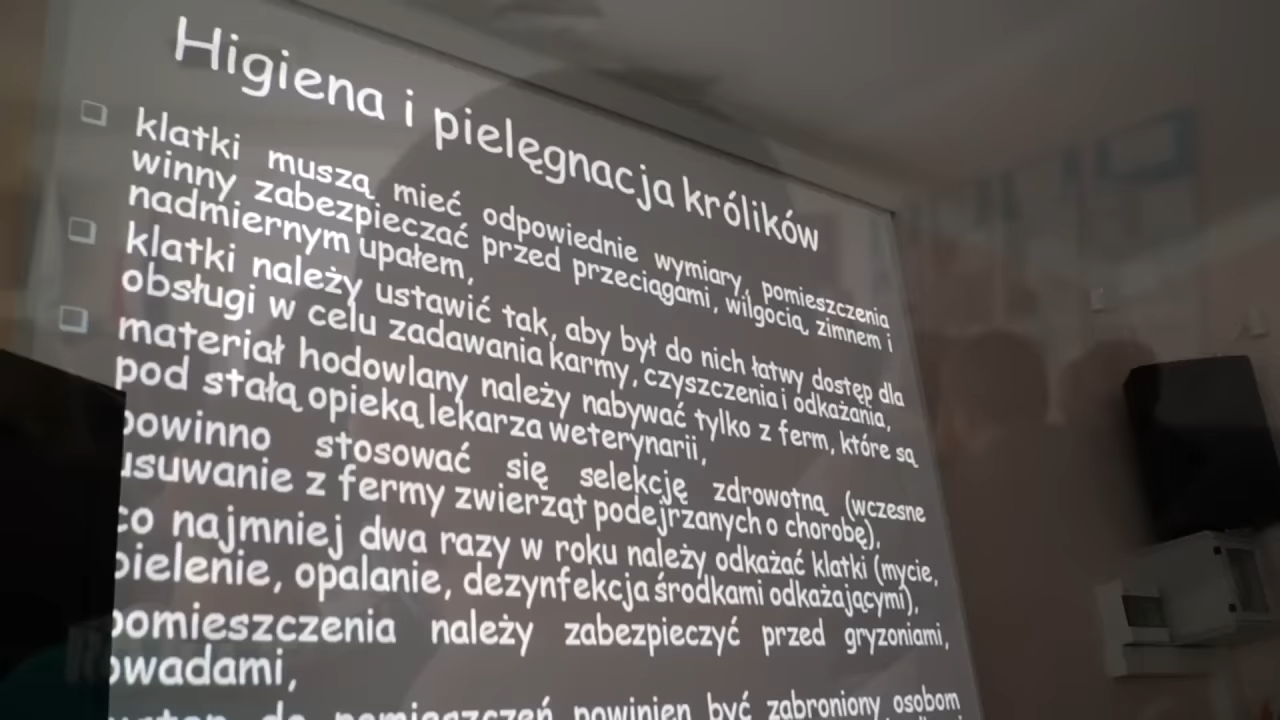 Higiena i pielęgnacja królików
klatki muszą mieć odpowiednie wymiary, pomieszczenia
winny zabezpieczać przed przeciągami, wilgocią, zimnem i
nadmiernym upałem,
klatki należy ustawić tak, aby był do nich łatwy dostęp dla
obsługi w celu zadawania karmy, czyszczenia i odkażania,
materiał hodowlany należy nabywać tylko z ferm, które są
pod stałą opieką lekarza weterynarii,
powinno stosować się selekcję zdrowotną (wczesne
usuwanie z fermy zwierząt podejrzanych o chorobę),
co najmniej dwa razy w roku należy odkażać klatki (mycie,
bielenie, opalanie, dezynfekcja środkami odkażającymi),
pomieszczenia należy zabezpieczyć przed gryzoniami,
owadami,
do pomieszczeń powinien być zabroniony osobom